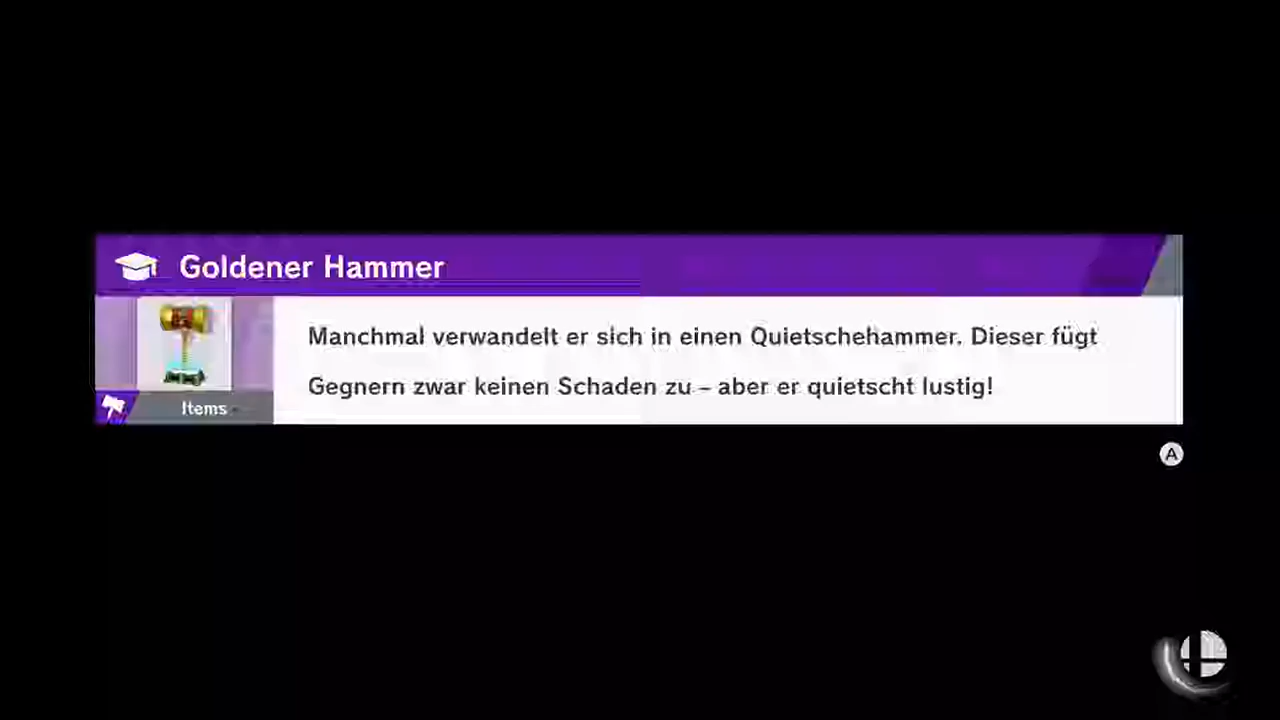 Goldener Hammer
Manchmal verwandelt er sich in einen Quietschehammer. Dieser fügt
Gegnern zwar keinen Schaden zu – aber er quietscht lustig!
Items
A